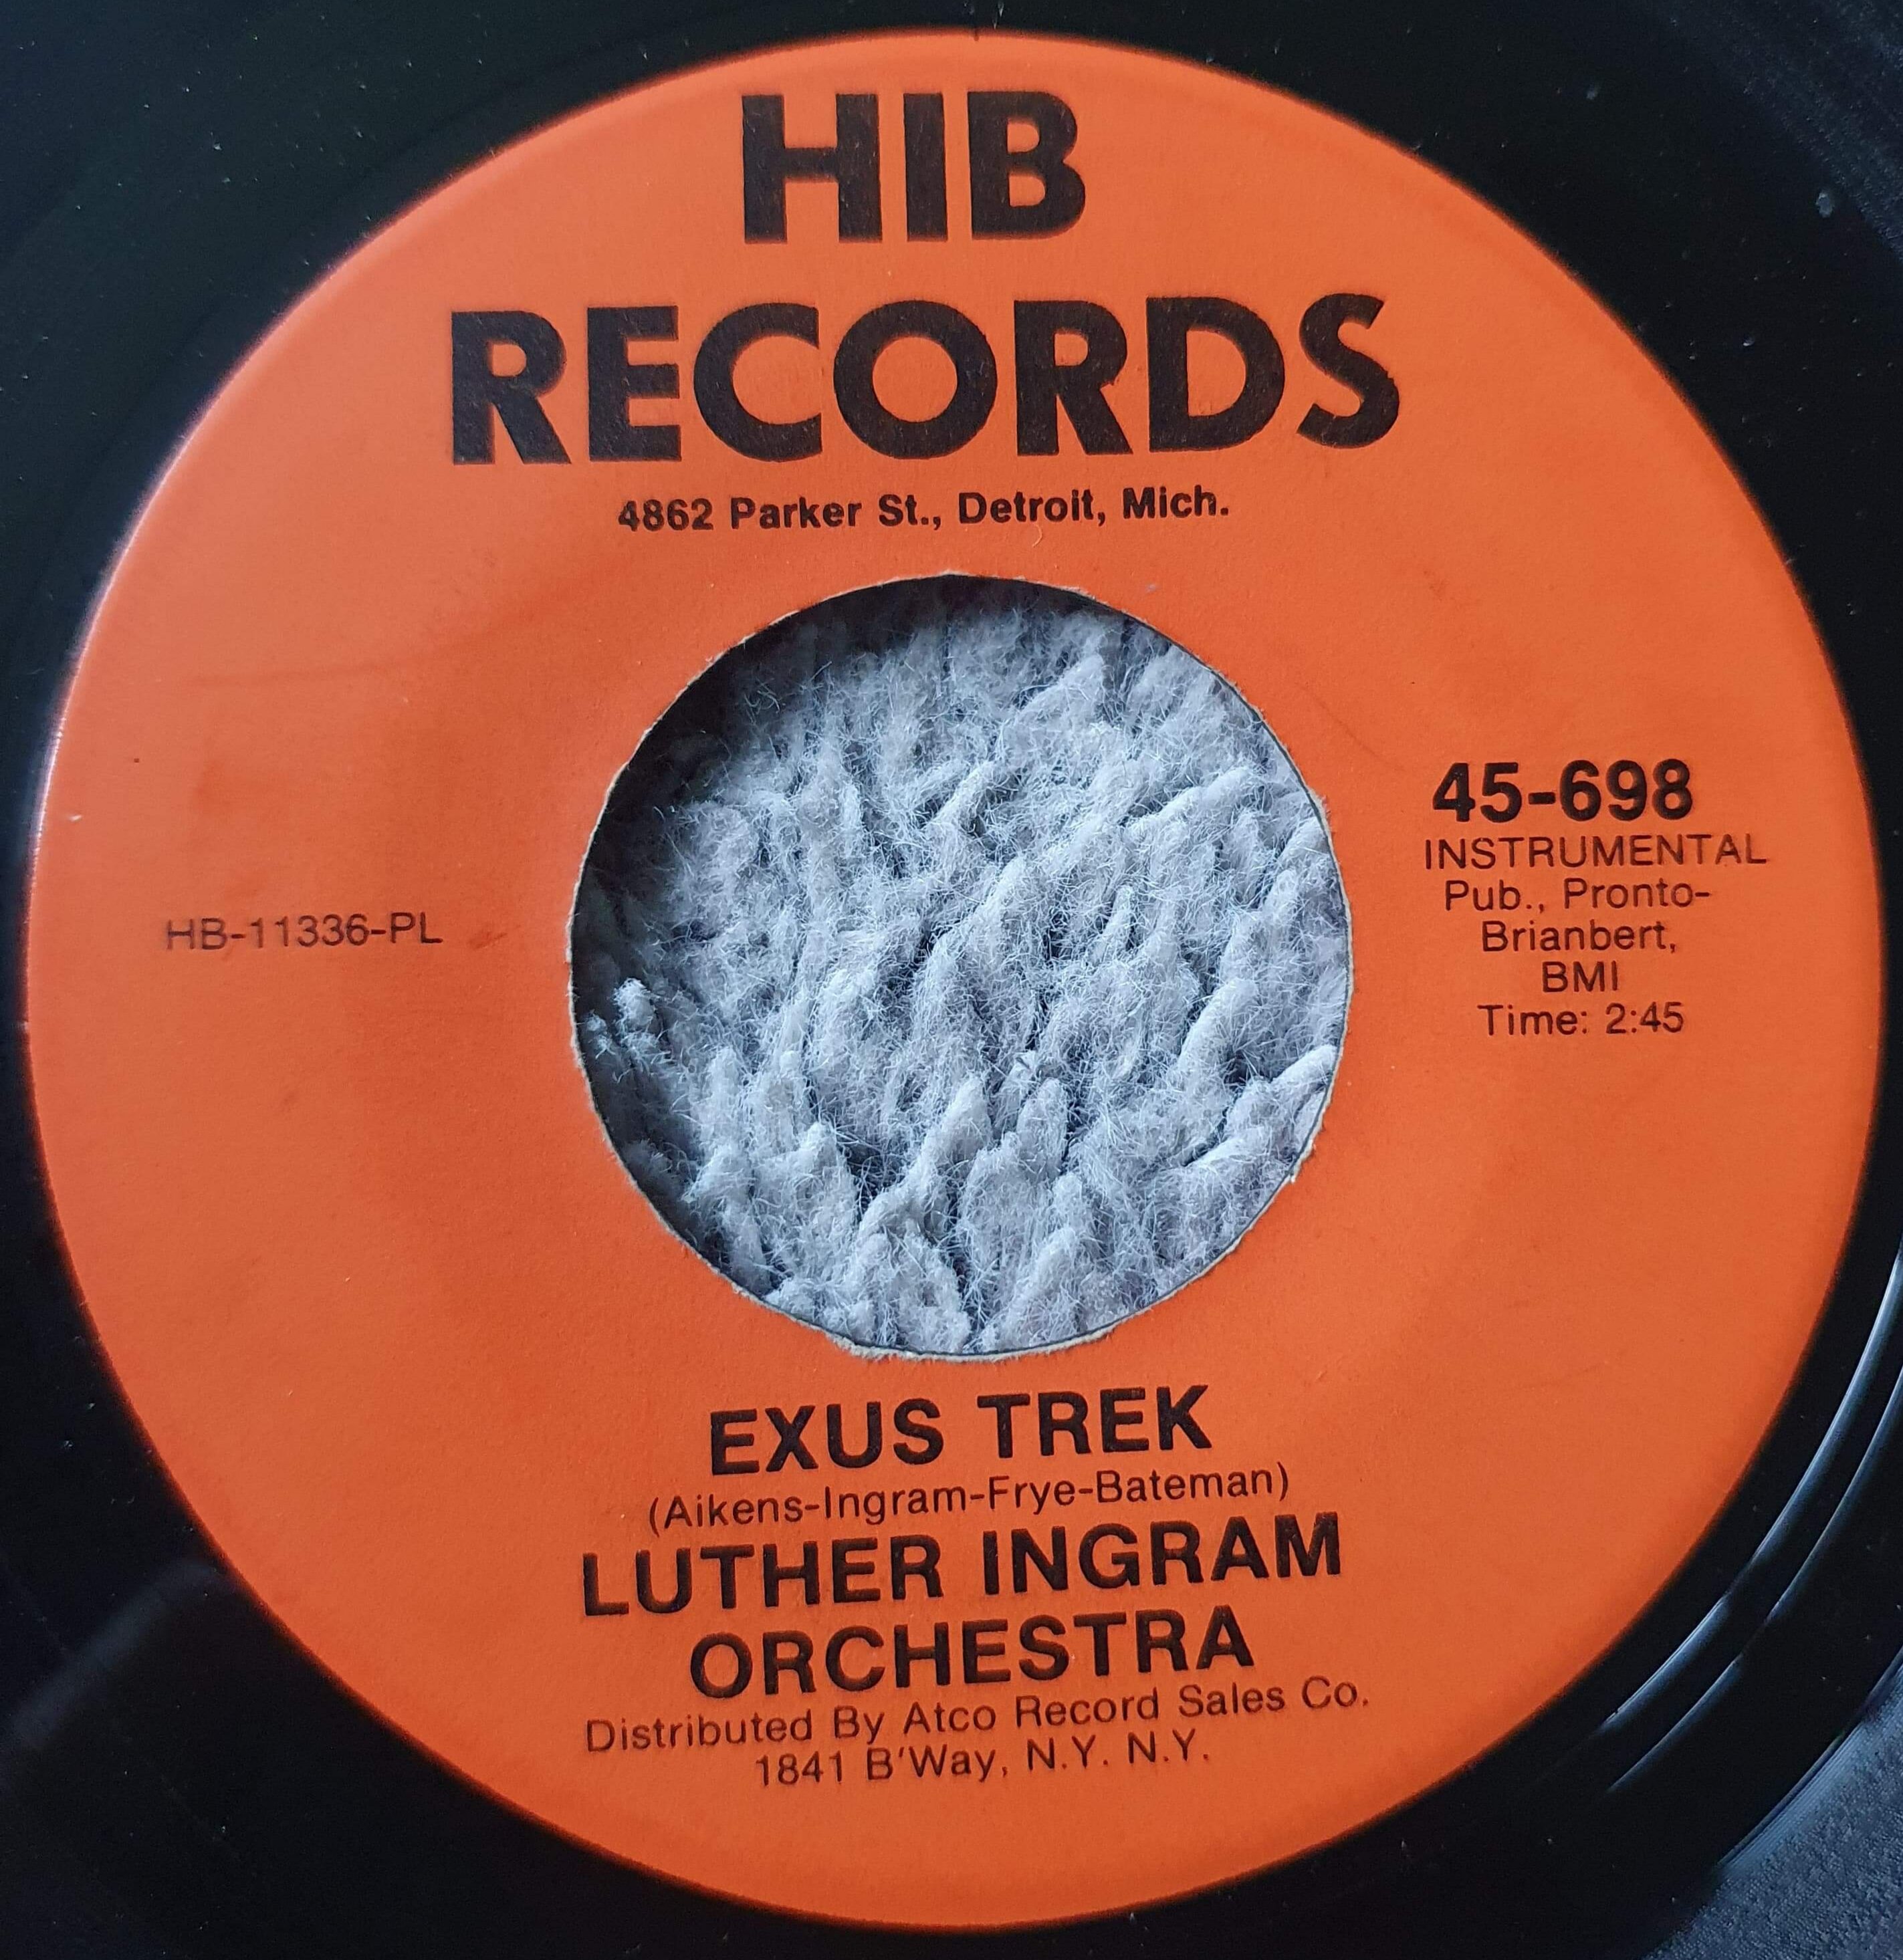 HIB
RECORDS
4862 Parker St., Detroit, Mich.
45-698
INSTRUMENTAL
Pub., Pronto-
Brianbert,
BMI
Time: 2:45
HB-11336-PL
EXUS TREK
(Aikens-Ingram-Frye-Bateman)
LUTHER INGRAM
ORCHESTRA
Distributed By Atco Record Sales Co.
1841 B'Way, N.Y. N.Y.